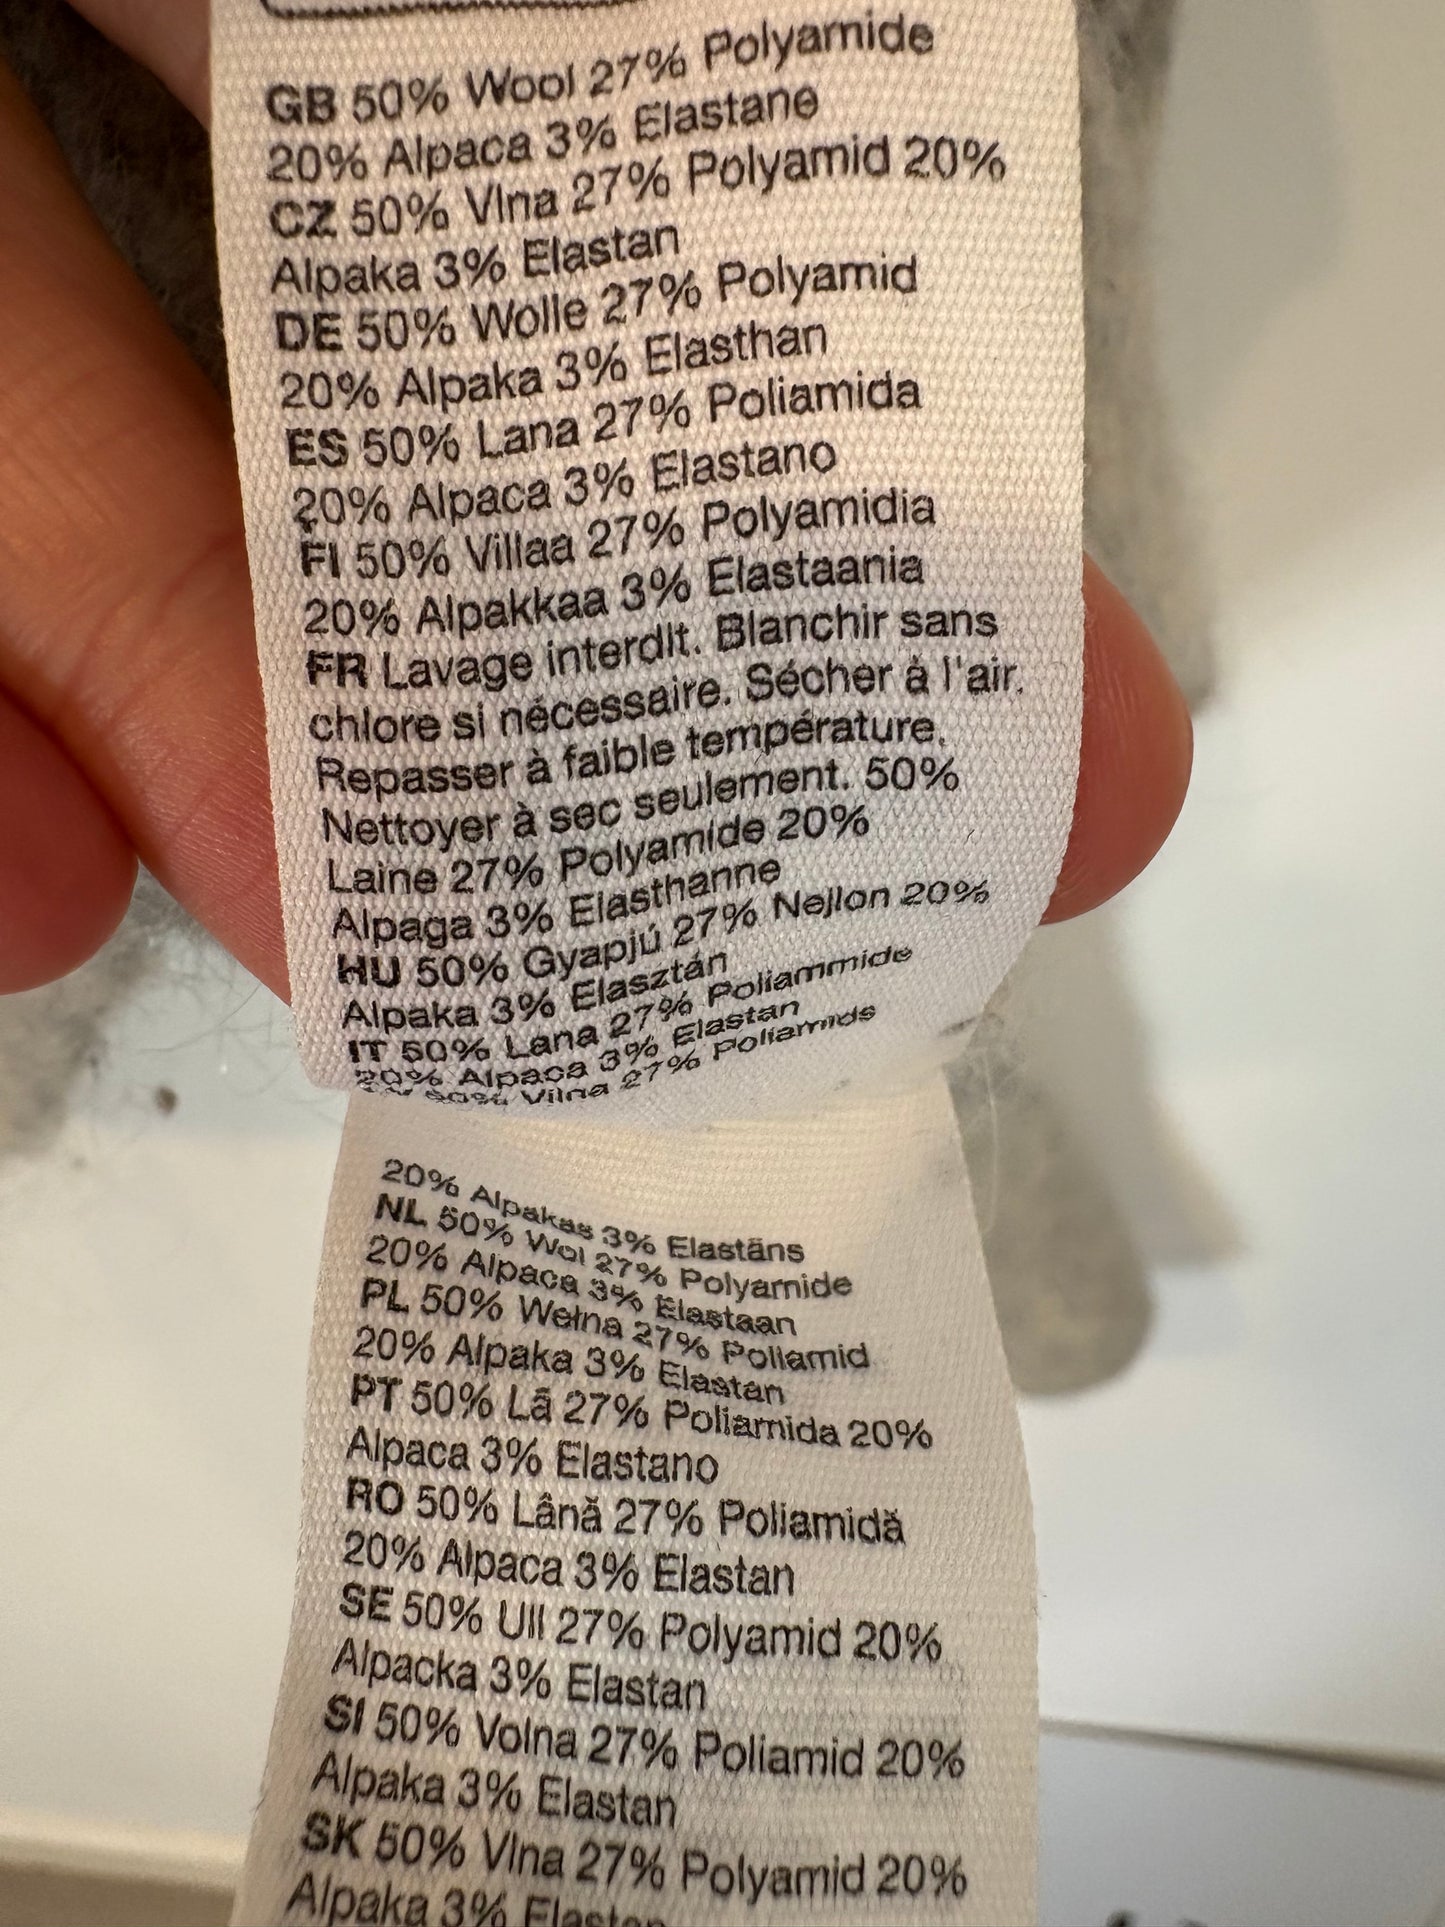 GB 50% Wool 27% Polyamide
20% Alpaca 3% Elastane
CZ 50% Vlna 27% Polyamid 20%
Alpaka 3% Elastan
DE 50% Wolle 27% Polyamid
20% Alpaka 3% Elasthan
ES 50% Lana 27% Poliamida
20% Alpaca 3% Elastano
FI 50% Villaa 27% Polyamidia
20% Alpakkaa 3% Elastaania
FR Lavage interdit. Blanchir sans
chlore si nécessaire. Sécher à l'air.
Repasser à faible température.
Nettoyer à sec seulement. 50%
Laine 27% Polyamide 20%
Alpaga 3% Elasthanne
HU 50% Gyapjú 27% Nejlon 20%
Alpaka 3% Elasztán
IT 50% Lana 27% Poliammide
20% Alpaca 3% Elastan
50% Vilna 27% Poliamīds
20% Alpakas 3% Elastāns
NL 50% Wol 27% Polyamide
20% Alpaca 3% Elastaan
PL 50% Wełna 27% Poliamid
20% Alpaka 3% Elastan
PT 50% Lã 27% Poliamida 20%
Alpaca 3% Elastano
RO 50% Lână 27% Poliamidă
20% Alpaca 3% Elastan
SE 50% Ull 27% Polyamid 20%
Alpacka 3% Elastan
SI 50% Volna 27% Poliamid 20%
Alpaka 3% Elastan
SK 50% Vlna 27% Polyamid 20%
Alpaka 3% Elastan